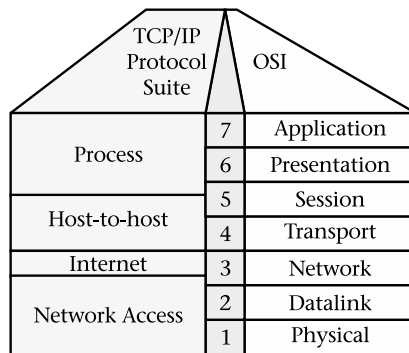 TCP/IP
Protocol
Suite
OSI
Process
Host-to-host
Internet
Network Access
7 Application
6 Presentation
5 Session
4 Transport
3 Network
2 Datalink
1 Physical